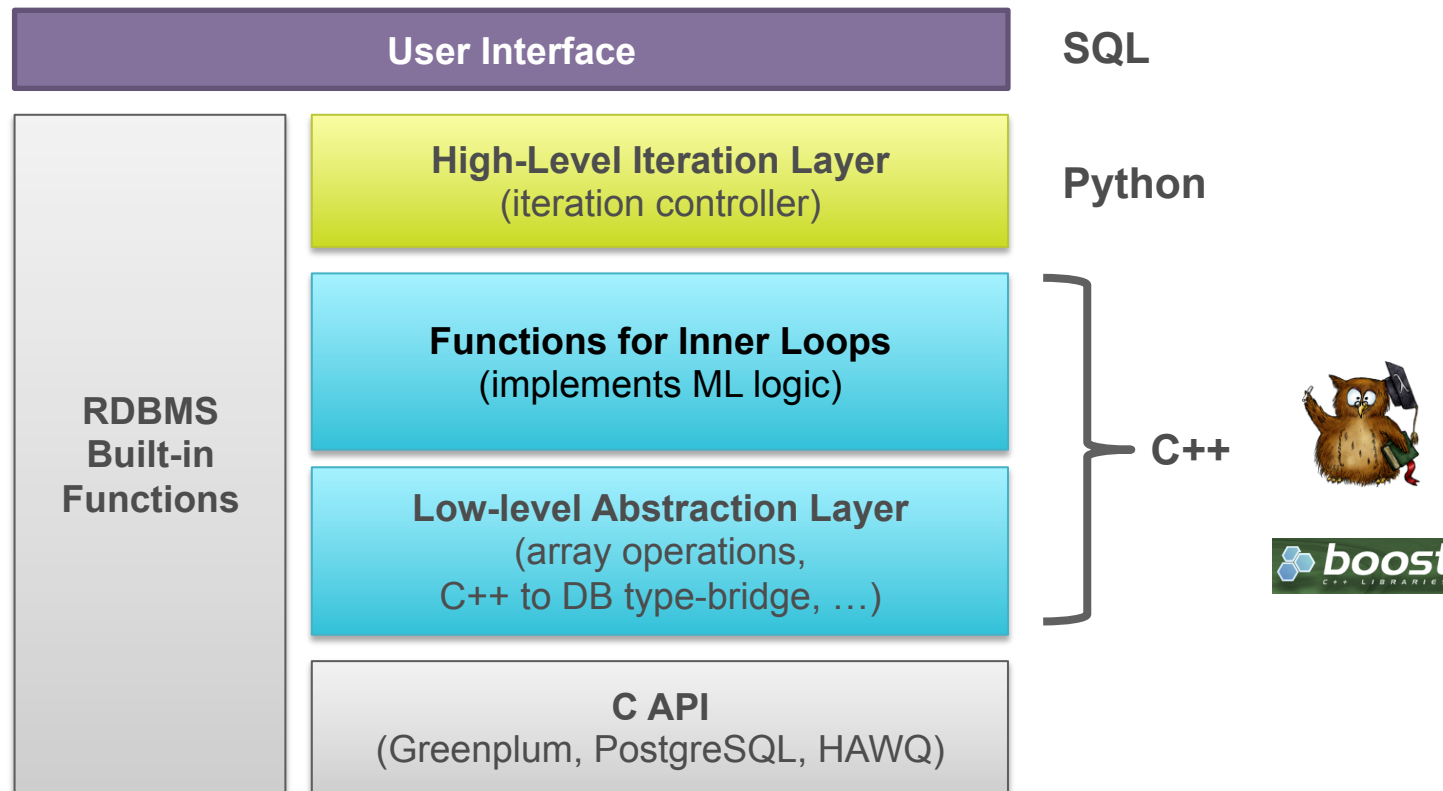 User Interface
SQL
High-Level Iteration Layer
(iteration controller)
Python
Functions for Inner Loops
(implements ML logic)
RDBMS
Built-in
Functions
C++
Low-level Abstraction Layer
(array operations,
C++ to DB type-bridge, …)
boost
C++ LIBRARIES
C API
(Greenplum, PostgreSQL, HAWQ)